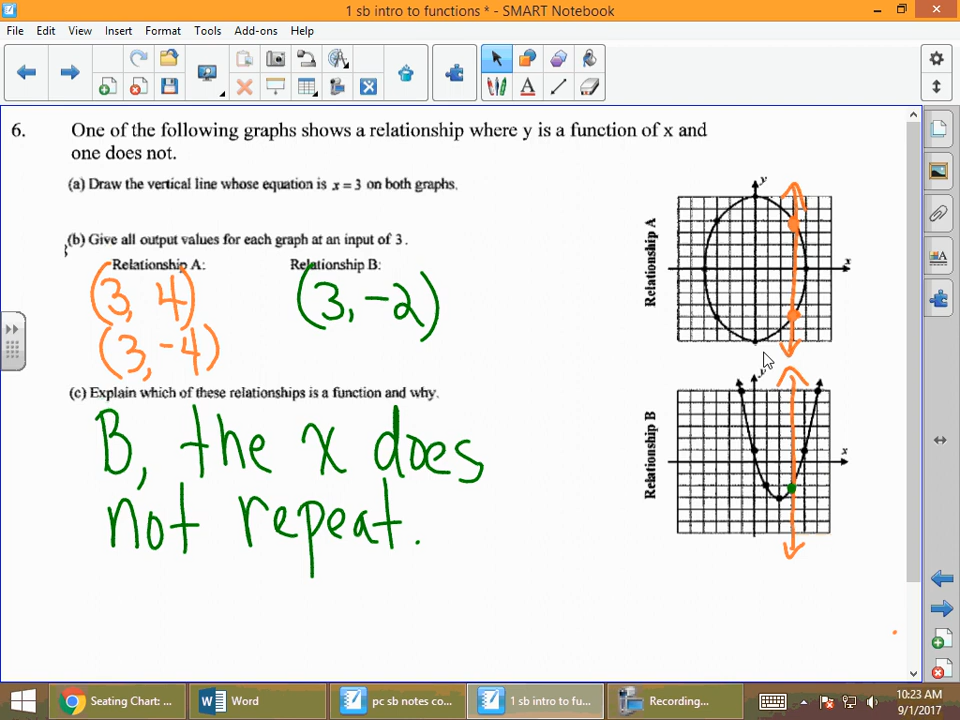 1 sb intro to functions * - SMART Notebook
File Edit View Insert Format Tools Add-ons Help
6. One of the following graphs shows a relationship where y is a function of x and
one does not.
(a) Draw the vertical line whose equation is x = 3 on both graphs.
(b) Give all output values for each graph at an input of 3.
Relationship A: Relationship B:
(3, 4) (3, -2)
(3, -4)
(c) Explain which of these relationships is a function and why.
B, the x does
not repeat.
y
Relationship A
x
Relationship B
x
Seating Chart: ... Word pc sb notes co... 1 sb intro to fu... Recording...
10:23 AM
9/1/2017